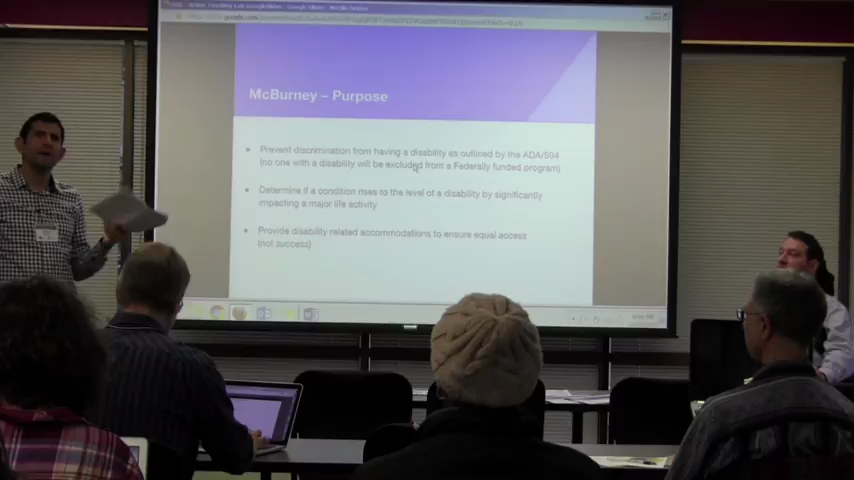 McBurney – Purpose
Prevent discrimination from having a disability as outlined by the ADA/504
(no one with a disability will be excluded from a Federally funded program)
Determine if a condition rises to the level of a disability by significantly
impacting a major life activity
Provide disability related accommodations to ensure equal access
(not success)